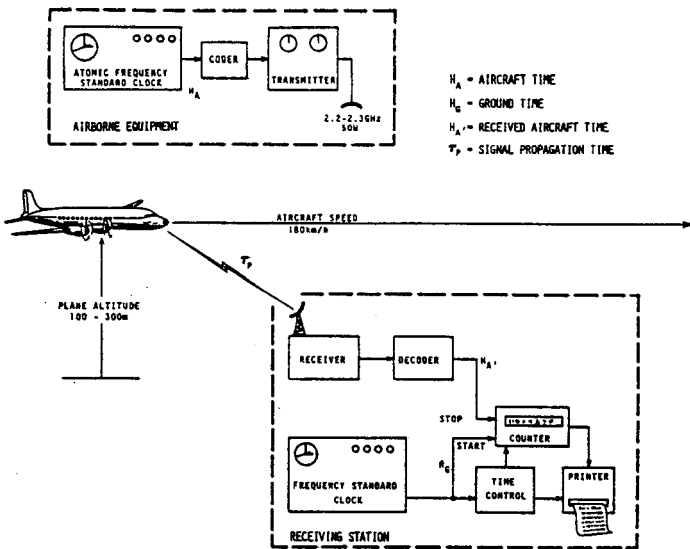 ATOMIC FREQUENCY
STANDARD CLOCK
H_A
CODER
TRANSMITTER
2.2-2.3GHz
50W
AIRBORNE EQUIPMENT
H_A = AIRCRAFT TIME
H_G = GROUND TIME
H_A' = RECEIVED AIRCRAFT TIME
τ_P = SIGNAL PROPAGATION TIME
AIRCRAFT SPEED
180km/h
τ_P
PLANE ALTITUDE
100 - 300m
RECEIVER
DECODER
H_A'
STOP
START
COUNTER
H_G
FREQUENCY STANDARD
CLOCK
TIME
CONTROL
PRINTER
RECEIVING STATION